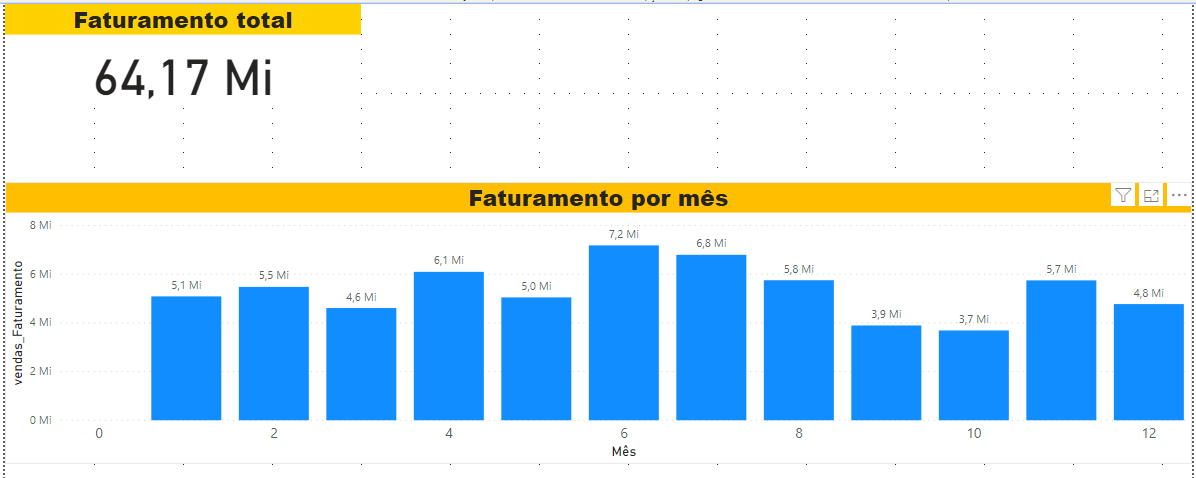 Faturamento total
64,17 Mi
Faturamento por mês
8 Mi
6 Mi
4 Mi
2 Mi
0 Mi
vendas_Faturamento
5,1 Mi
5,5 Mi
4,6 Mi
6,1 Mi
5,0 Mi
7,2 Mi
6,8 Mi
5,8 Mi
3,9 Mi
3,7 Mi
5,7 Mi
4,8 Mi
0 2 4 6 8 10 12
Mês